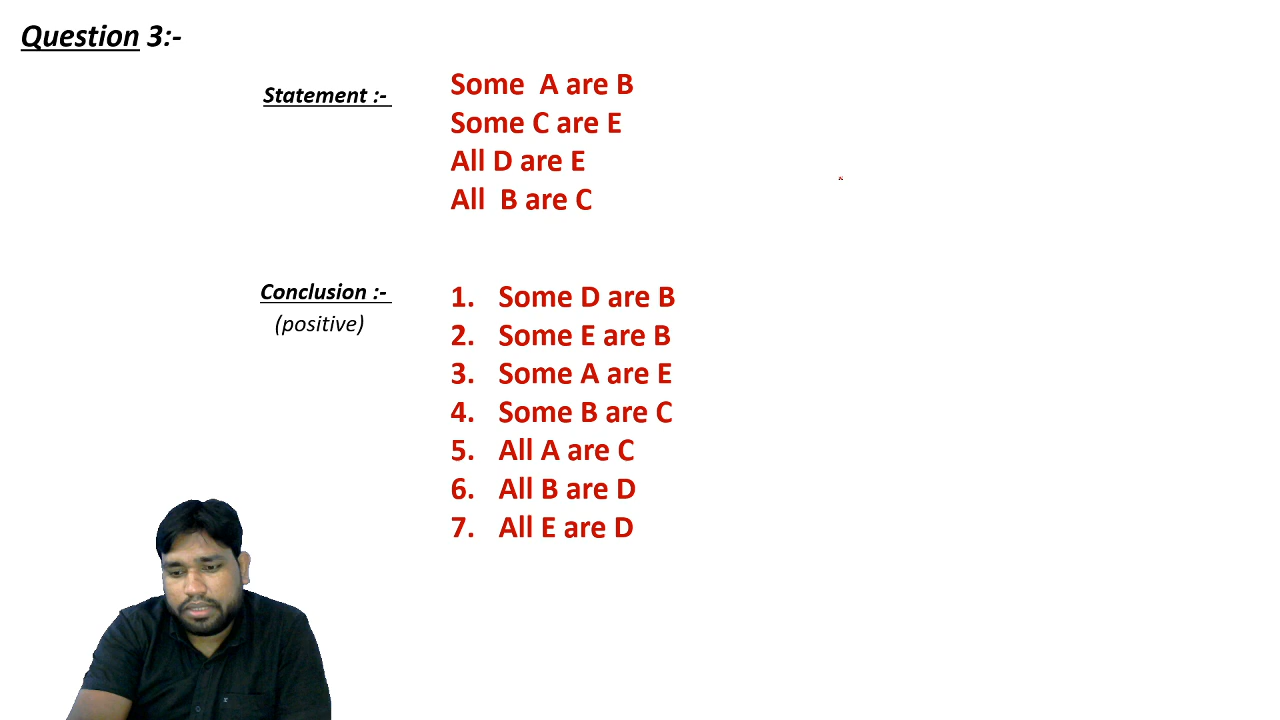 Question 3:-
Statement :-
Some A are B
Some C are E
All D are E
All B are C
Conclusion :-
(positive)
1. Some D are B
2. Some E are B
3. Some A are E
4. Some B are C
5. All A are C
6. All B are D
7. All E are D